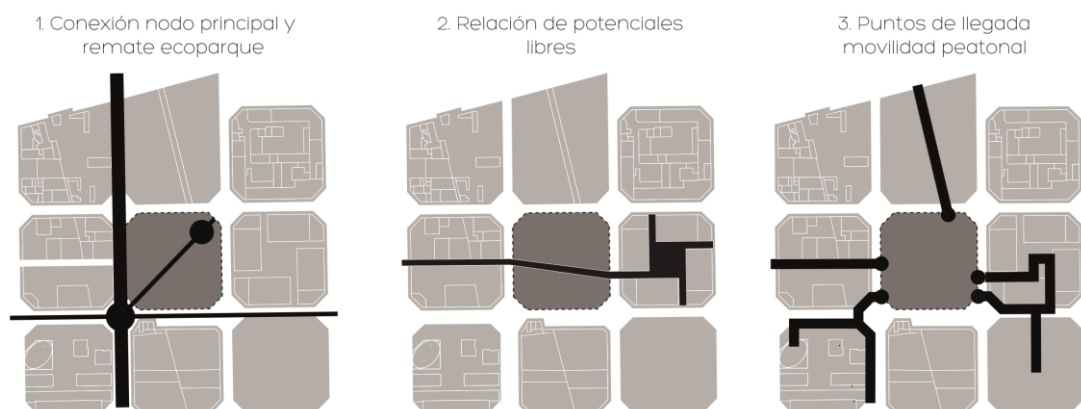 1. Conexión nodo principal y
remate ecoparque
2. Relación de potenciales
libres
3. Puntos de llegada
movilidad peatonal